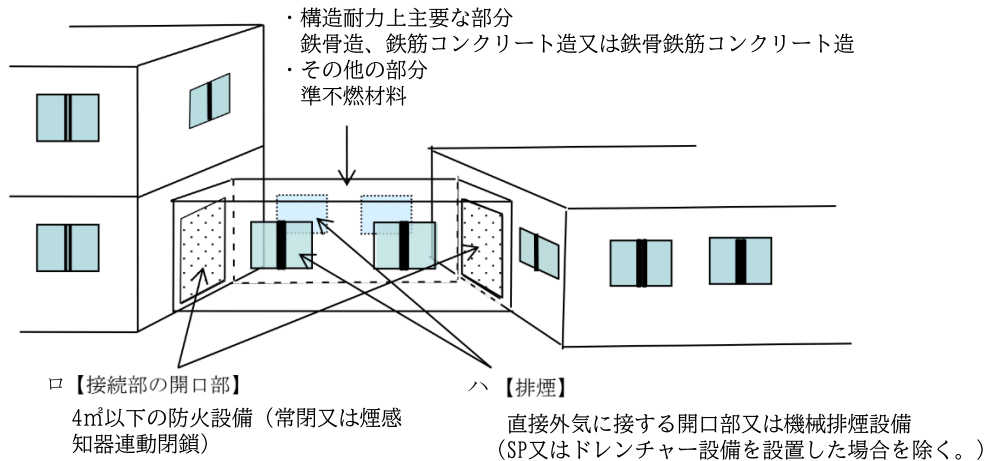 ・構造耐力上主要な部分
鉄骨造、鉄筋コンクリート造又は鉄骨鉄筋コンクリート造
・その他の部分
準不燃材料
ロ【接続部の開口部】
4㎡以下の防火設備（常閉又は煙感
知器連動閉鎖）
ハ【排煙】
直接外気に接する開口部又は機械排煙設備
（SP又はドレンチャー設備を設置した場合を除く。）